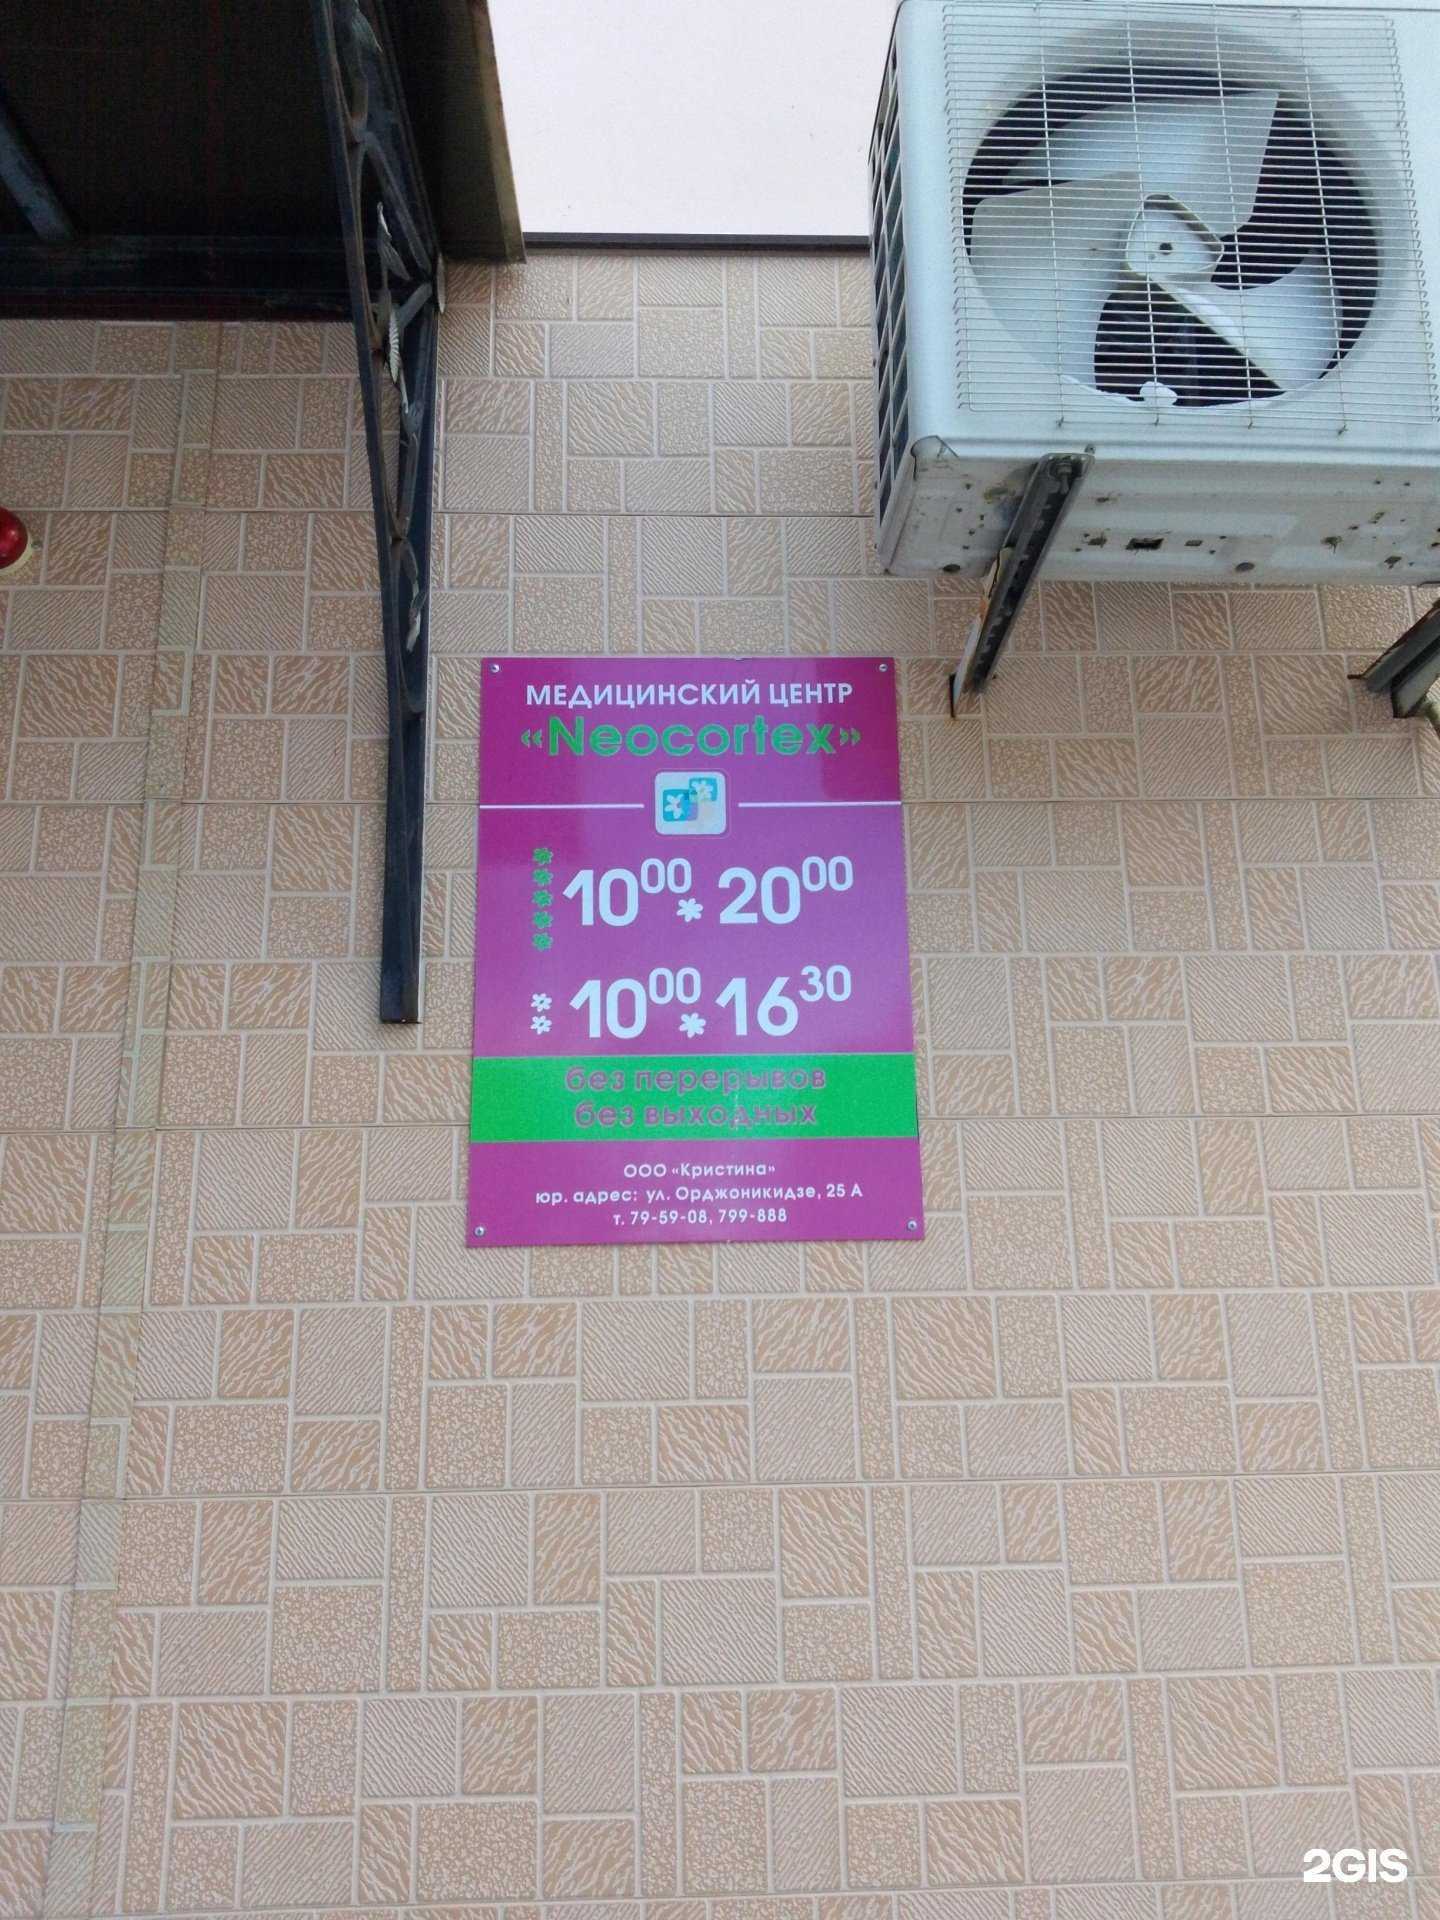 МЕДИЦИНСКИЙ ЦЕНТР
«Neocortex»
10⁰⁰ * 20⁰⁰
10⁰⁰ * 16³⁰
без перерывов
без выходных
ООО «Кристина»
юр. адрес: ул. Орджоникидзе, 25 А
т. 79-59-08, 799-888
2GIS